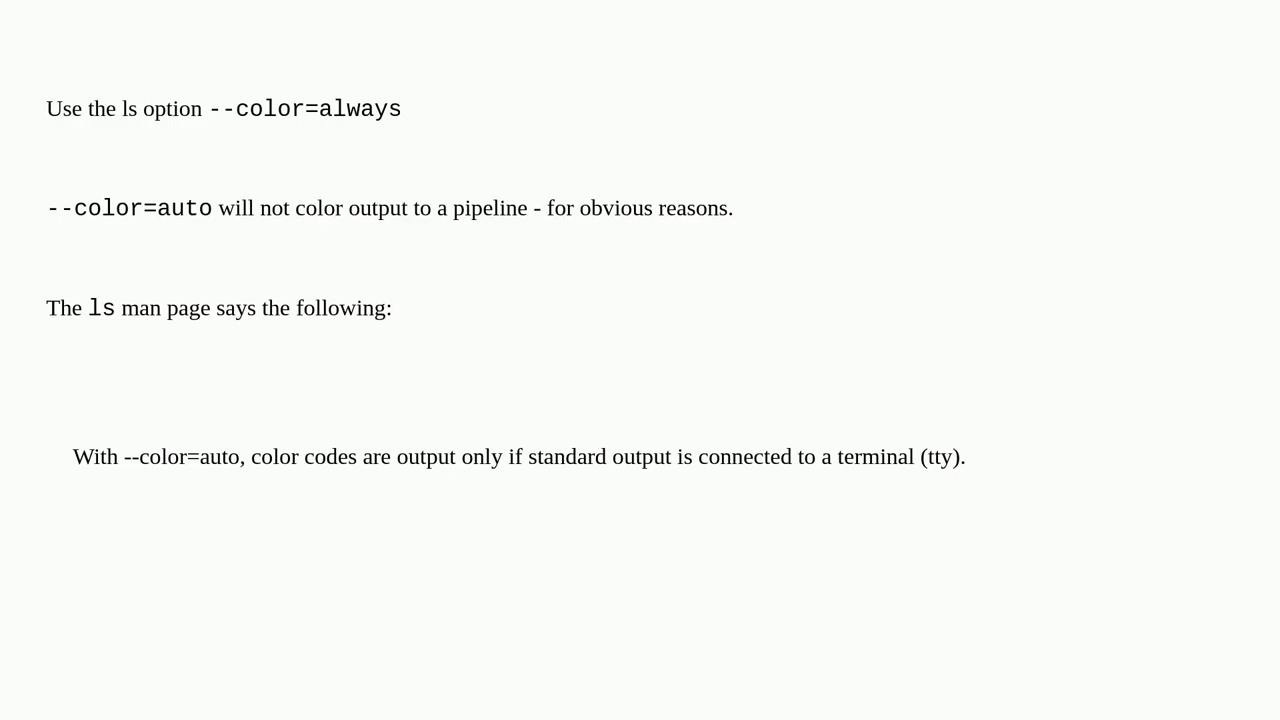 Use the ls option --color=always
--color=auto will not color output to a pipeline - for obvious reasons.
The ls man page says the following:
With --color=auto, color codes are output only if standard output is connected to a terminal (tty).